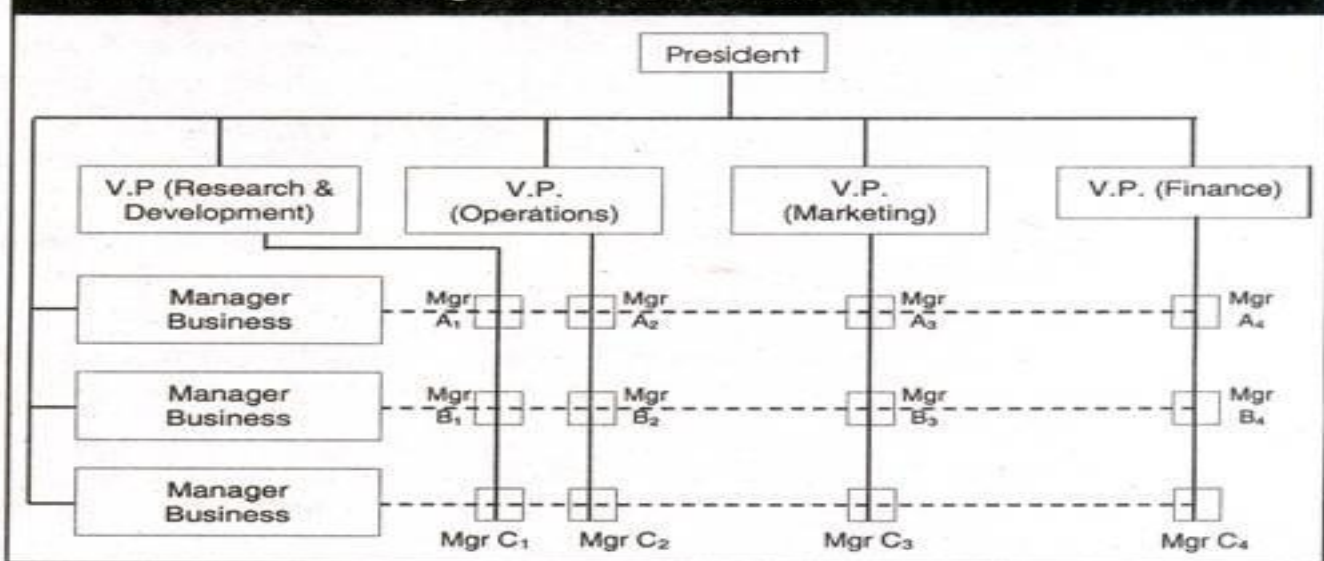 President
V.P (Research &
Development)
V.P.
(Operations)
V.P.
(Marketing)
V.P. (Finance)
Manager
Business
Mgr
A₁
Mgr
A₂
Mgr
A₃
Mgr
A₄
Manager
Business
Mgr
B₁
Mgr
B₂
Mgr
B₃
Mgr
B₄
Manager
Business
Mgr C₁
Mgr C₂
Mgr C₃
Mgr C₄